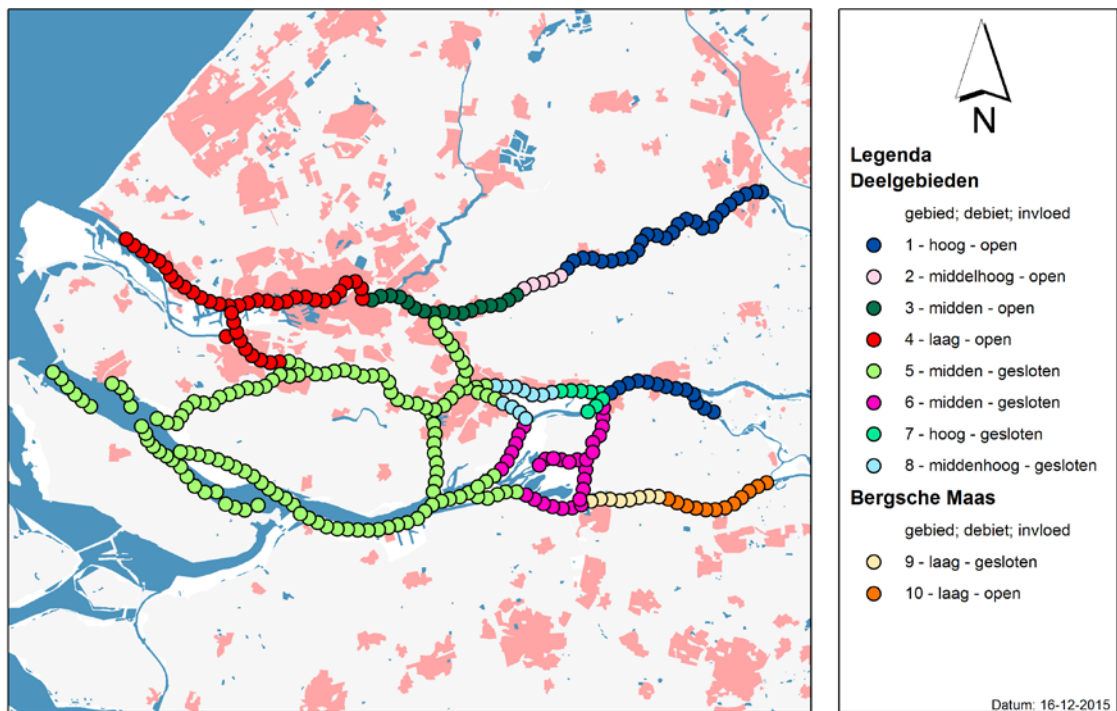 N
Legenda
Deelgebieden
gebied; debiet; invloed
1 - hoog - open
2 - middelhoog - open
3 - midden - open
4 - laag - open
5 - midden - gesloten
6 - midden - gesloten
7 - hoog - gesloten
8 - middenhoog - gesloten
Bergsche Maas
gebied; debiet; invloed
9 - laag - gesloten
10 - laag - open
Datum: 16-12-2015